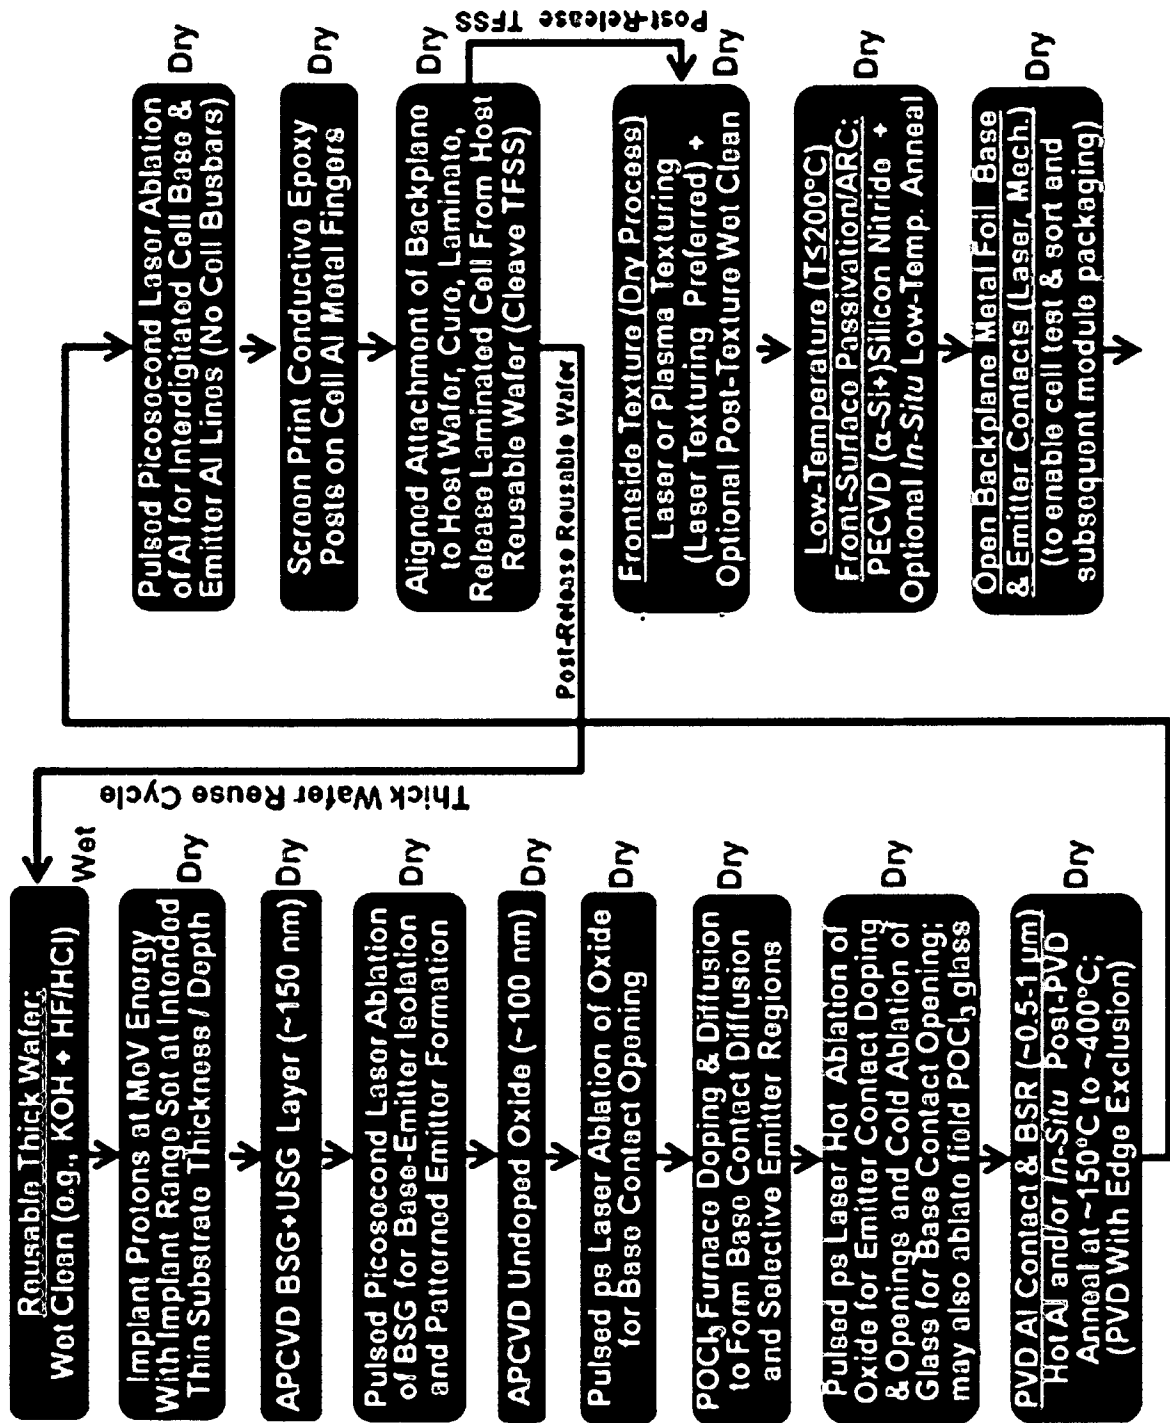 Reusable Thick Wafer:
Wet Clean (e.g., KOH + HF/HCl)
Wet
Implant Protons at MeV Energy
With Implant Range Set at Intended
Thin Substrate Thickness / Depth
Dry
APCVD BSG+USG Layer (~150 nm)
Dry
Pulsed Picosecond Laser Ablation
of BSG for Base-Emitter Isolation
and Patterned Emitter Formation
Dry
APCVD Undoped Oxide (~100 nm)
Dry
Pulsed ps Laser Ablation of Oxide
for Base Contact Opening
Dry
POCl₃ Furnace Doping & Diffusion
to Form Base Contact Diffusion
and Selective Emitter Regions
Dry
Pulsed ps Laser Hot Ablation of
Oxide for Emitter Contact Doping
& Openings and Cold Ablation of
Glass for Base Contact Opening;
may also ablate field POCl₃ glass
Dry
PVD Al Contact & BSR (~0.5-1 µm)
Hot Al and/or In-Situ Post-PVD
Anneal at ~150°C to ~400°C;
(PVD With Edge Exclusion)
Dry
Thick Wafer Reuse Cycle
Post-Release Reusable Wafer
Pulsed Picosecond Laser Ablation
of Al for Interdigitated Cell Base &
Emitter Al Lines (No Cell Busbars)
Dry
Screen Print Conductive Epoxy
Posts on Cell Al Metal Fingers
Dry
Aligned Attachment of Backplane
to Host Wafer, Cure, Laminate,
Release Laminated Cell From Host
Reusable Wafer (Cleave TFSS)
Dry
Post-Release TFSS
Frontside Texture (Dry Process)
Laser or Plasma Texturing
(Laser Texturing Preferred) +
Optional Post-Texture Wet Clean
Dry
Low-Temperature (T≤200°C)
Front-Surface Passivation/ARC:
PECVD (α-Si+)Silicon Nitride +
Optional In-Situ Low-Temp. Anneal
Dry
Open Backplane Metal Foil Base
& Emitter Contacts (Laser, Mech.)
(to enable cell test & sort and
subsequent module packaging)
Dry